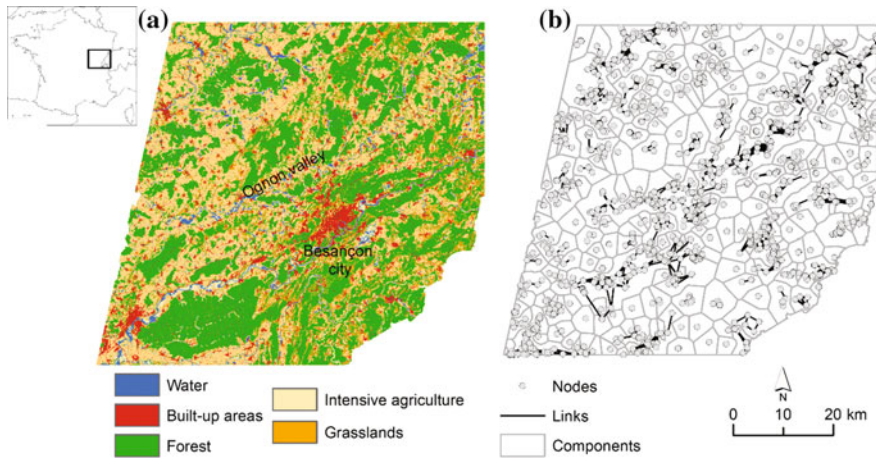 (a)
(b)
Ognon valley
Besançon
city
Water
Built-up areas
Forest
Intensive agriculture
Grasslands
Nodes
Links
Components
N
0 10 20 km